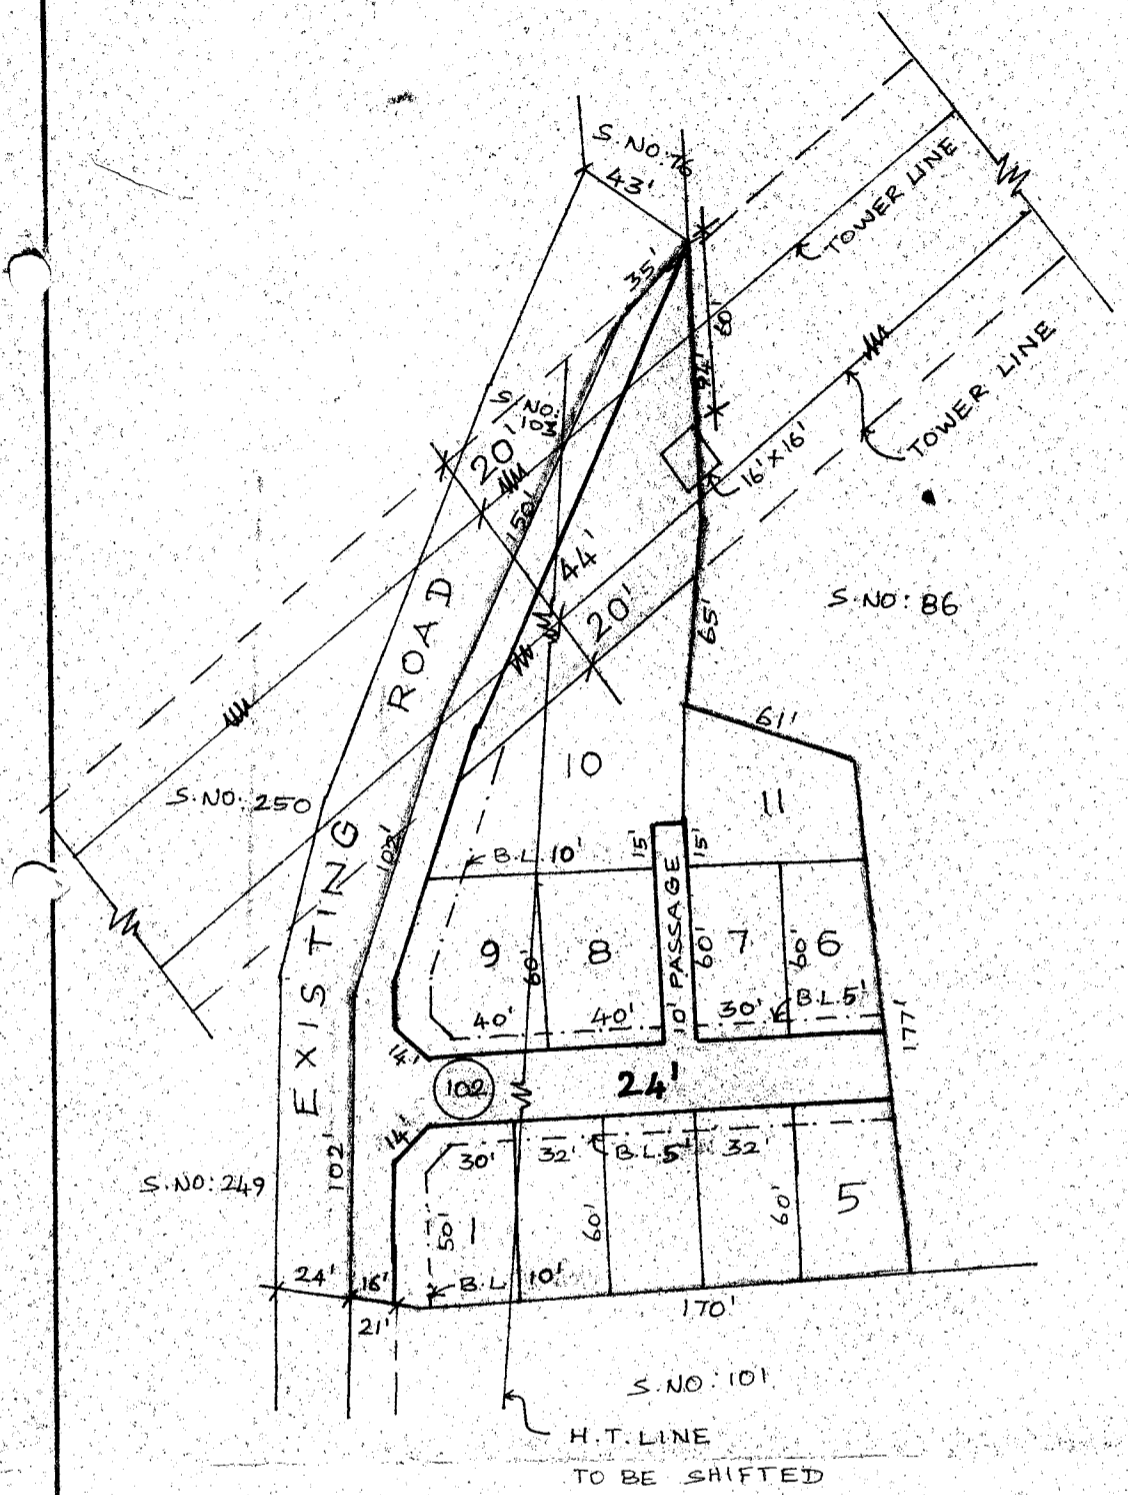 S.NO:76
43'
TOWER LINE
35'
60'
94'
TOWER LINE
S.NO:
103
20'
16'X16'
150'
44'
20'
S.NO:86
65'
EXISTING ROAD
61'
10
S.NO:250
11
102'
15'
15'
B.L.10'
10' PASSAGE
9
60'
8
60'
7
60'
6
40'
40'
30'
B.L.5'
177'
14'
102
24'
14'
30'
32'
B.L.5'
32'
102'
S.NO:249
50'
1
60'
60'
5
24'
16'
B.L 10'
21'
170'
S.NO:101
H.T.LINE
TO BE SHIFTED